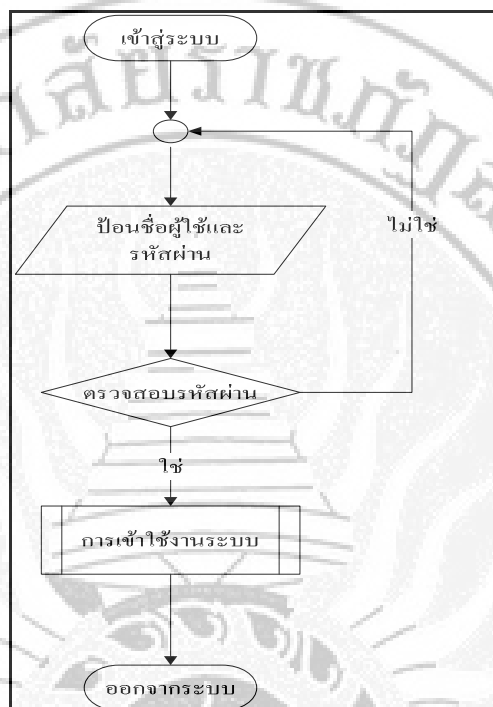 เข้าสู่ระบบ
ป้อนชื่อผู้ใช้และ
รหัสผ่าน
ไม่ใช่
ตรวจสอบรหัสผ่าน
ใช่
การเข้าใช้งานระบบ
ออกจากระบบ